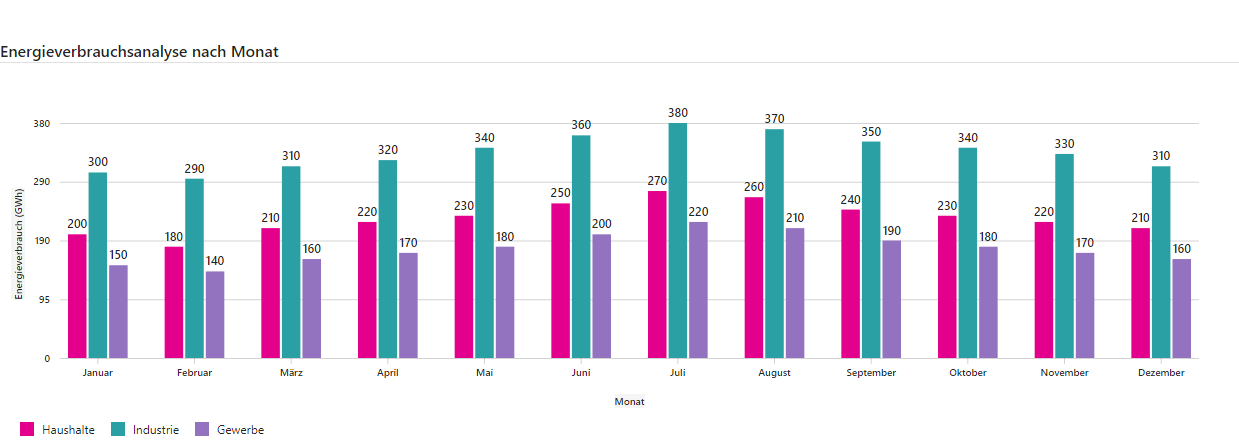 Energieverbrauchsanalyse nach Monat
Energieverbrauch (GWh)
380
290
190
95
0
200 300 150
180 290 140
210 310 160
220 320 170
230 340 180
250 360 200
270 380 220
260 370 210
240 350 190
230 340 180
220 330 170
210 310 160
Januar Februar März April Mai Juni Juli August September Oktober November Dezember
Monat
Haushalte Industrie Gewerbe